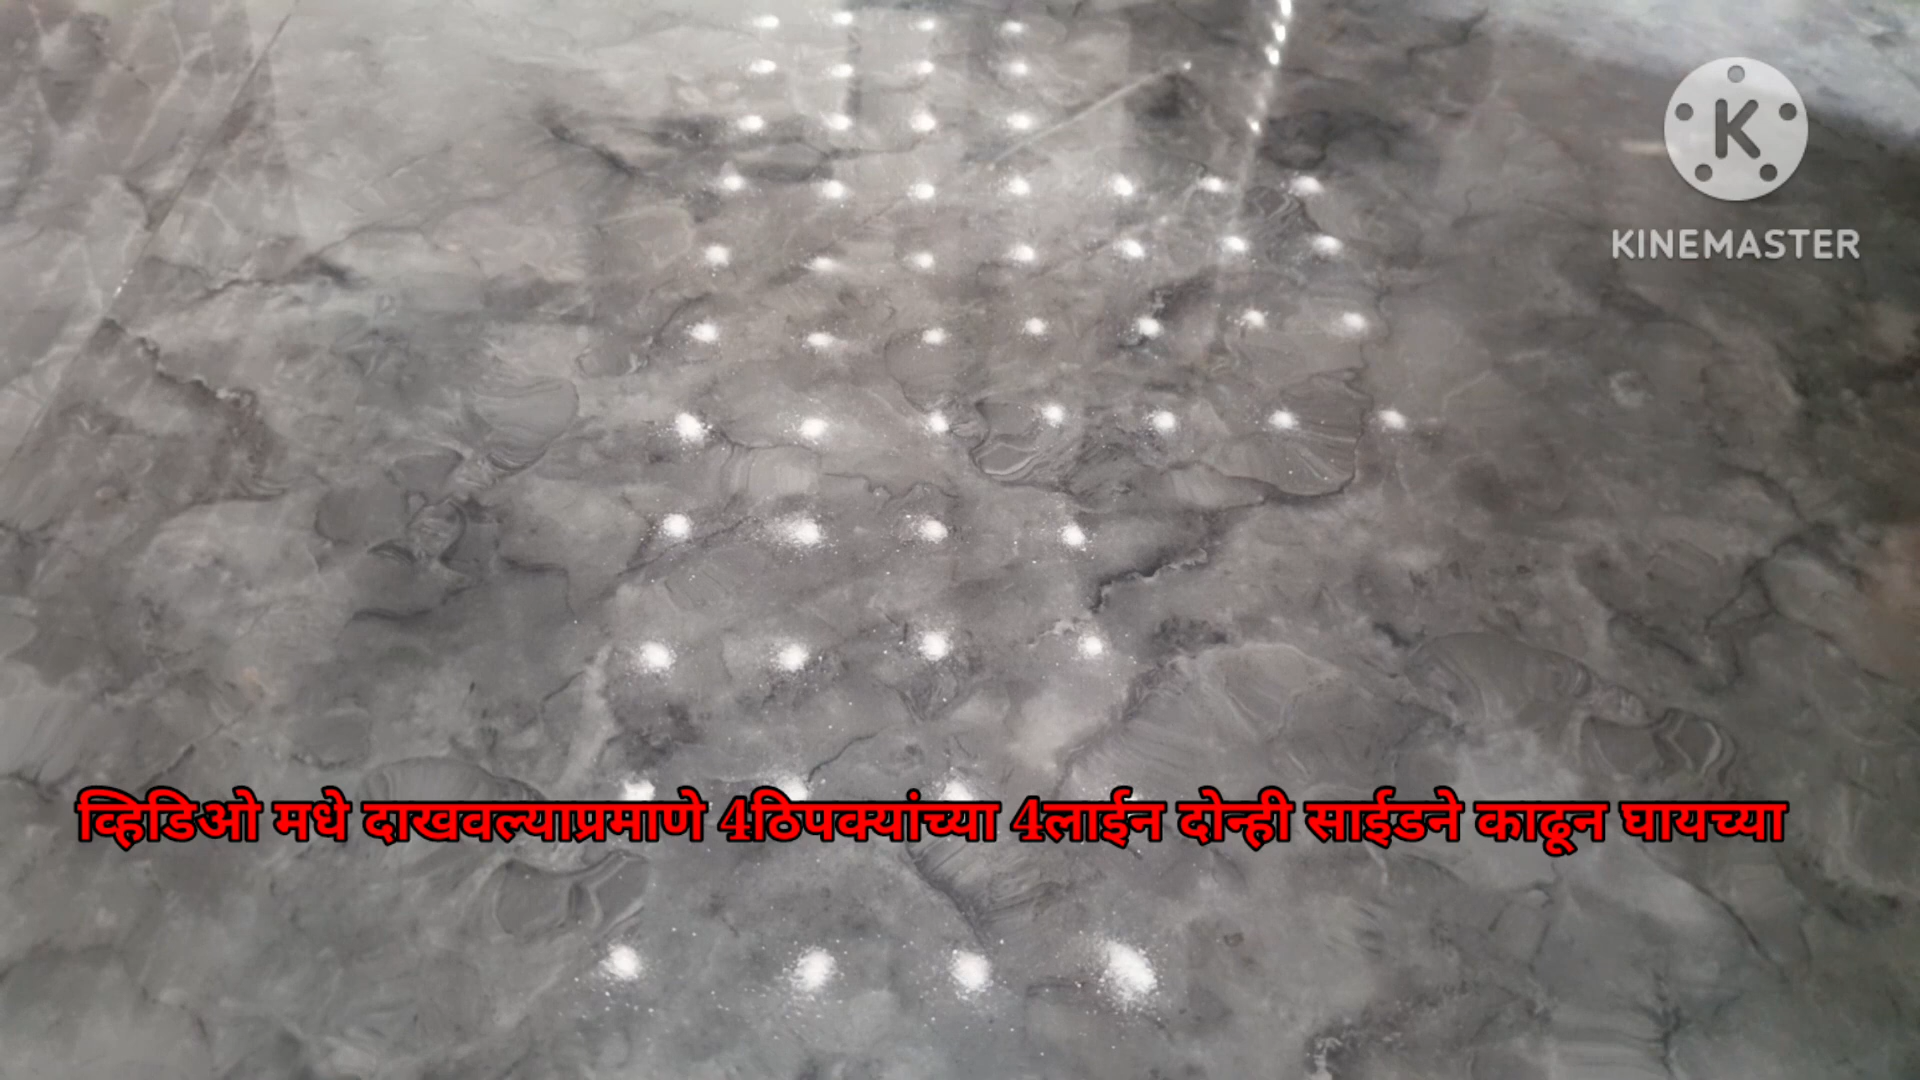 K
KINEMASTER
व्हिडिओ मधे दाखवल्याप्रमाणे 4ठिपक्यांच्या 4लाईन दोन्ही साईडने काढून घायच्या